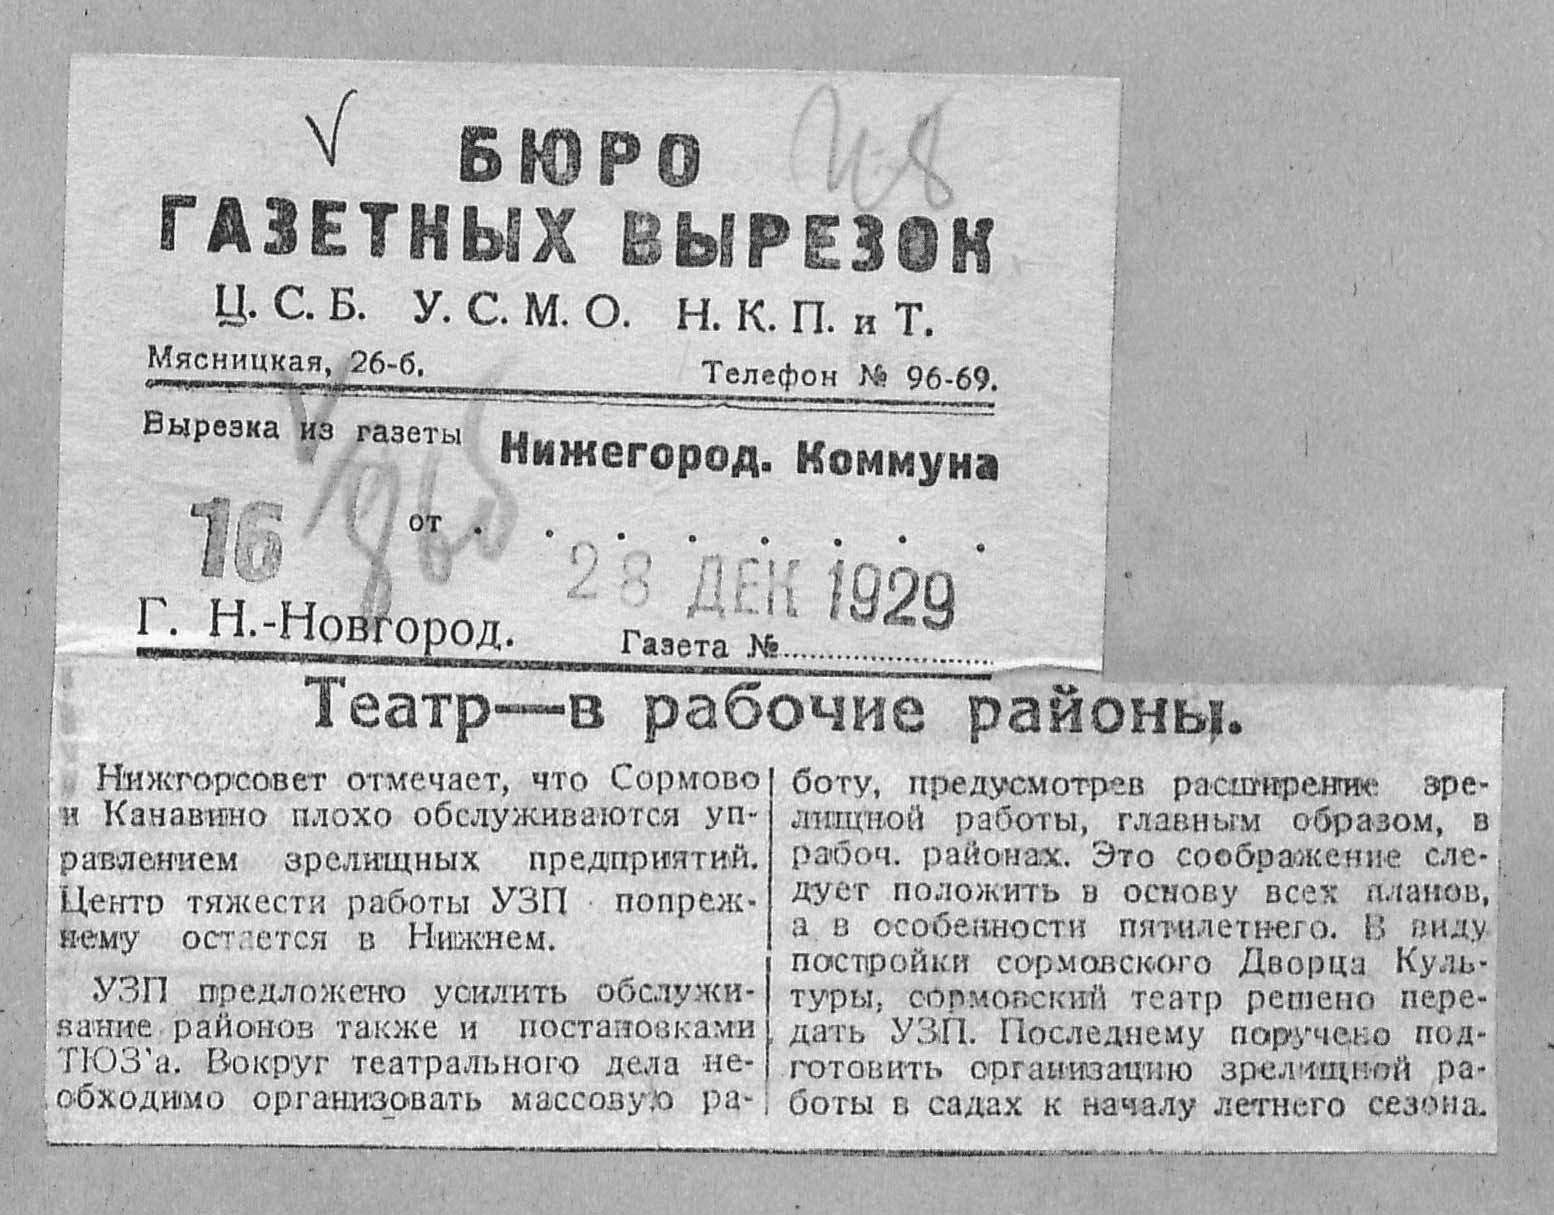 БЮРО
ГАЗЕТНЫХ ВЫРЕЗОК
Ц. С. Б. У. С. М. О. Н. К. П. и Т.
Мясницкая, 26-б. Телефон № 96-69.
Вырезка из газеты Нижегород. Коммуна
16 от . . . . . . . .
28 ДЕК 1929
Г. Н.-Новгород. Газета №..............................
Театр—в рабочие районы.
Нижгорсовет отмечает, что Сормово
и Канавино плохо обслуживаются уп-
равлением зрелищных предприятий.
Центр тяжести работы УЗП попреж-
нему остается в Нижнем.
УЗП предложено усилить обслужи-
вание районов также и постановками
ТЮЗ'а. Вокруг театрального дела не-
обходимо организовать массовую ра-
боту, предусмотрев расширение зре-
лищной работы, главным образом, в
рабоч. районах. Это соображение сле-
дует положить в основу всех планов,
а в особенности пятилетнего. В виду
постройки сормовского Дворца Куль-
туры, сормовский театр решено пере-
дать УЗП. Последнему поручено под-
готовить организацию зрелищной ра-
боты в садах к началу летнего сезона.